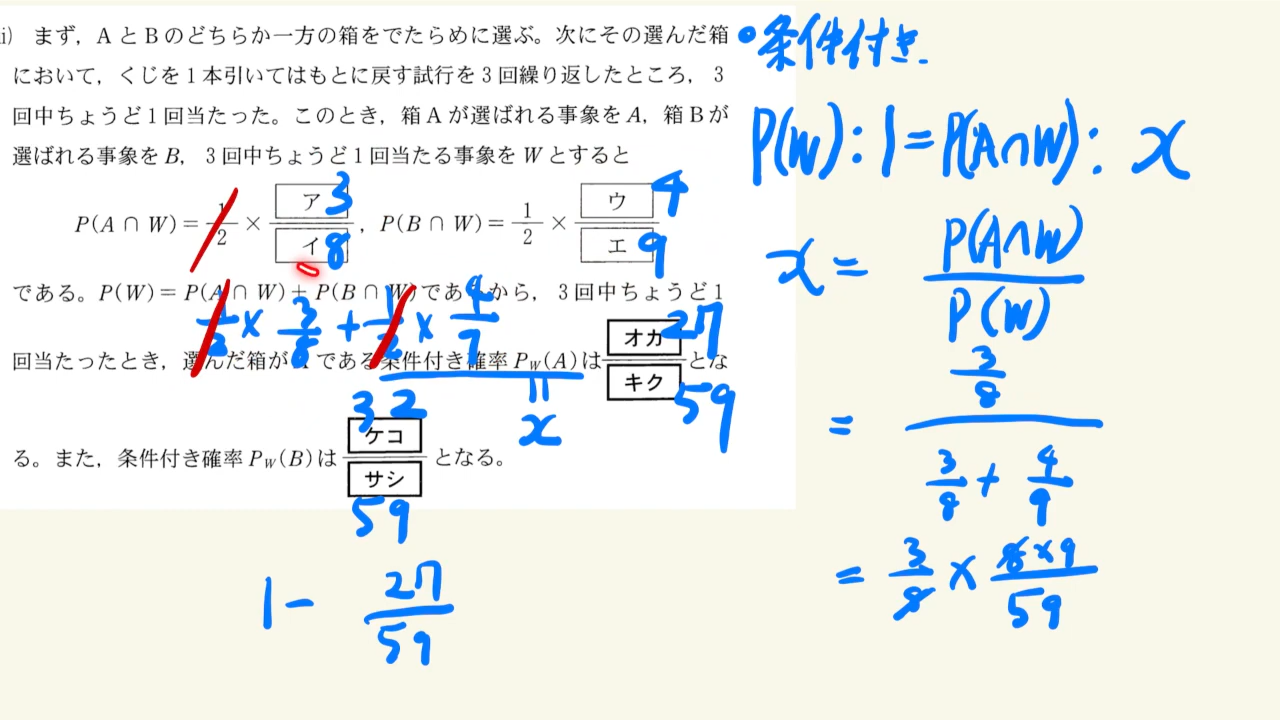 ii) まず，AとBのどちらか一方の箱をでたらめに選ぶ。次にその選んだ箱
において，くじを1本引いてはもとに戻す試行を3回繰り返したところ，3
回中ちょうど1回当たった。このとき，箱Aが選ばれる事象をA，箱Bが
選ばれる事象をB，3回中ちょうど1回当たる事象をWとすると
P(A∩W)=1/2×ア/イ，P(B∩W)=1/2×ウ/エ
3 8 4 9
である。P(W)=P(A∩W)+P(B∩W)であるから，3回中ちょうど1
1/2×3/8+1/2×4/9
回当たったとき，選んだ箱がAである条件付き確率P_W(A)はオカ/キクとな
27 59
= x
る。また，条件付き確率P_W(B)はケコ/サシとなる。
32 59
1- 27/59
・条件付き.
P(W):1=P(A∩W):x
x= P(A∩W)/P(W)
= 3/8 / 3/8+4/9
= 3/8 × 8×9/59